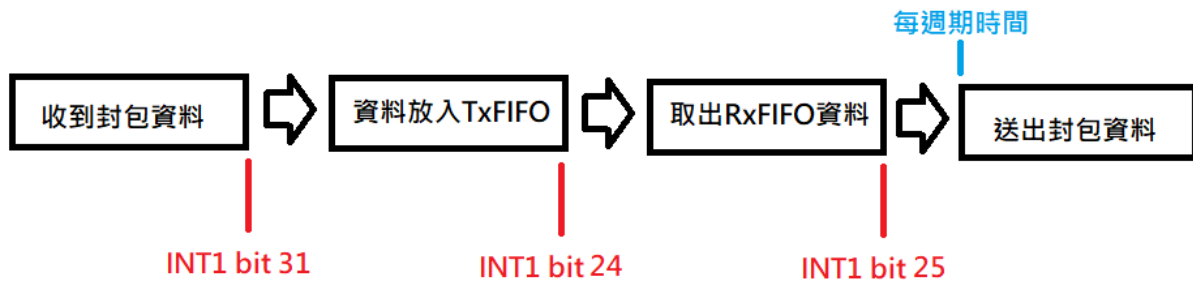 每週期時間
收到封包資料
資料放入TxFIFO
取出RxFIFO資料
送出封包資料
INT1 bit 31
INT1 bit 24
INT1 bit 25